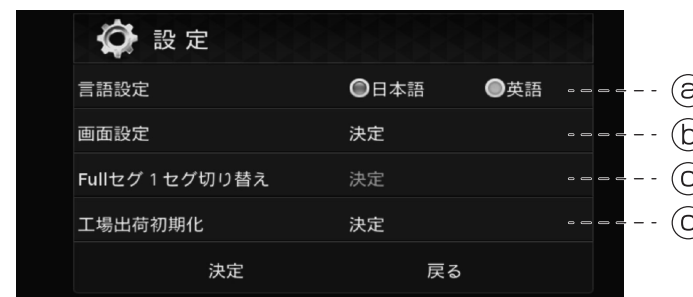 設定
言語設定 日本語 英語 ⓐ
画面設定 決定 ⓑ
Fullセグ 1 セグ切り替え 決定
工場出荷初期化 決定
決定 戻る